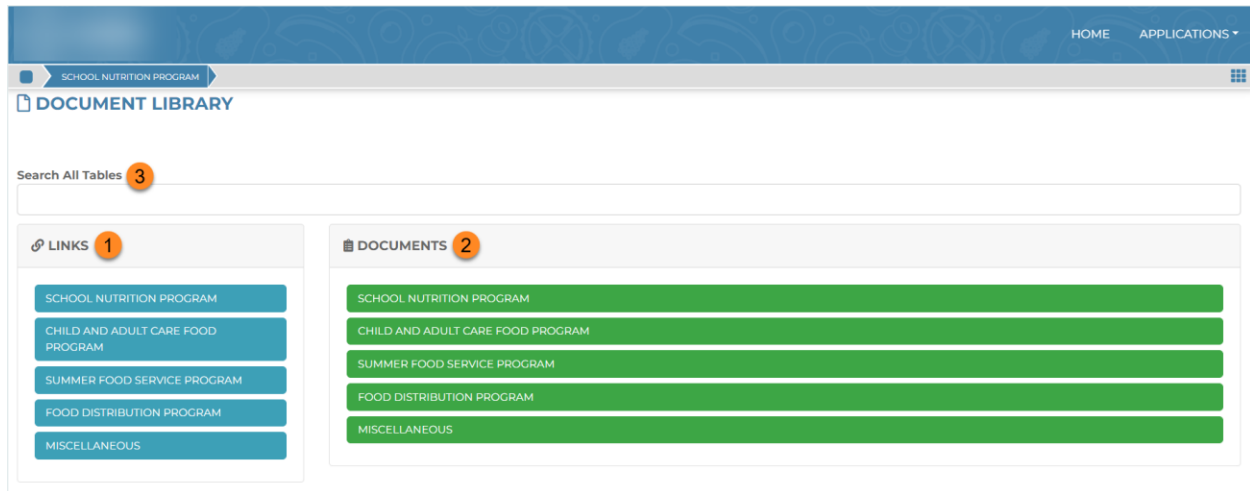 HOME APPLICATIONS
SCHOOL NUTRITION PROGRAM
DOCUMENT LIBRARY
Search All Tables 3
LINKS 1
SCHOOL NUTRITION PROGRAM
CHILD AND ADULT CARE FOOD
PROGRAM
SUMMER FOOD SERVICE PROGRAM
FOOD DISTRIBUTION PROGRAM
MISCELLANEOUS
DOCUMENTS 2
SCHOOL NUTRITION PROGRAM
CHILD AND ADULT CARE FOOD PROGRAM
SUMMER FOOD SERVICE PROGRAM
FOOD DISTRIBUTION PROGRAM
MISCELLANEOUS